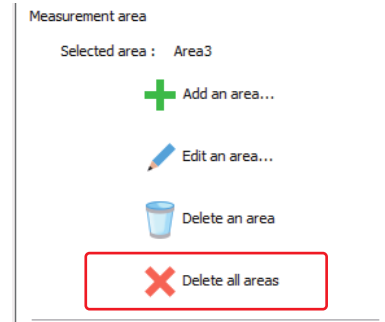 Measurement area
Selected area : Area3
Add an area...
Edit an area...
Delete an area
Delete all areas